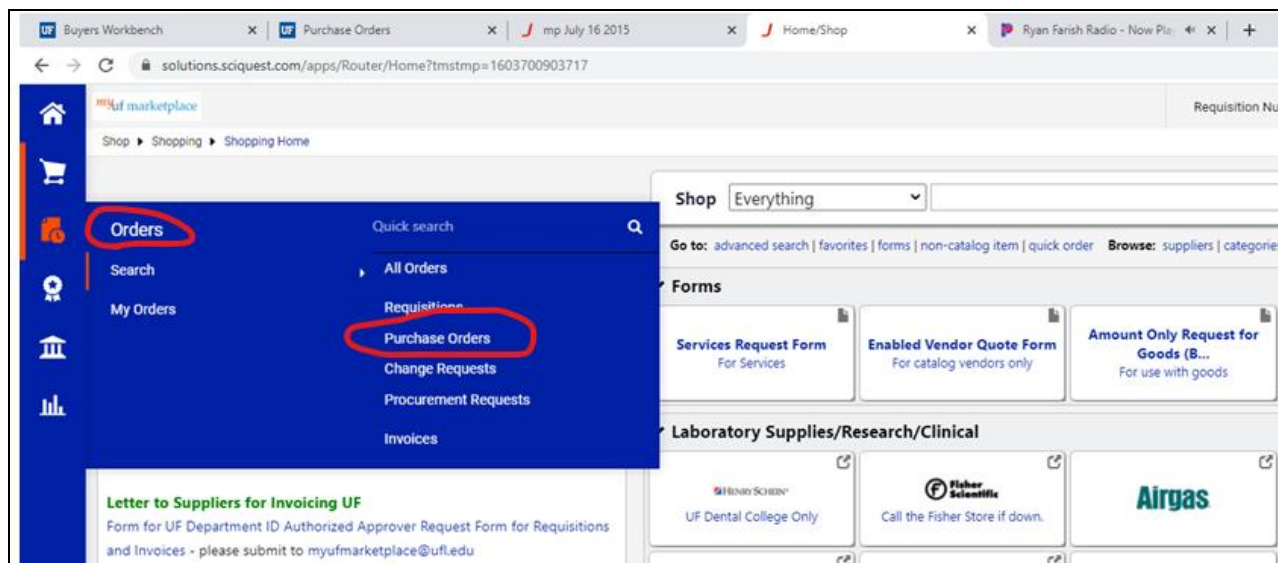 Buyers Workbench
Purchase Orders
mp July 16 2015
Home/Shop
Ryan Farish Radio - Now Pla
solutions.sciquest.com/apps/Router/Home?tmstmp=1603700903717
myuf marketplace
Requisition Nu
Shop Shopping Shopping Home
Shop Everything
Orders
Quick search
Go to: advanced search | favorites | forms | non-catalog item | quick order Browse: suppliers | categories
Search
All Orders
My Orders
Requisitions
Purchase Orders
Change Requests
Procurement Requests
Invoices
Forms
Services Request Form
For Services
Enabled Vendor Quote Form
For catalog vendors only
Amount Only Request for
Goods (B...
For use with goods
Laboratory Supplies/Research/Clinical
HENRY SCHEIN®
UF Dental College Only
Fisher
Scientific
Call the Fisher Store if down.
Airgas
Letter to Suppliers for Invoicing UF
Form for UF Department ID Authorized Approver Request Form for Requisitions
and Invoices - please submit to myufmarketplace@ufl.edu